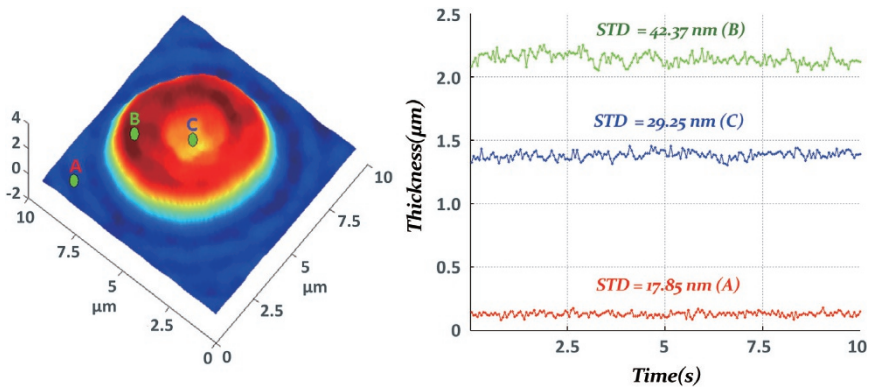 4
2
0
-2
A
B
C
10
7.5
5
2.5
0
µm
0
2.5
5
7.5
10
µm
Thickness(µm)
2.5
2.0
1.5
1.0
0.5
0
STD = 42.37 nm (B)
STD = 29.25 nm (C)
STD = 17.85 nm (A)
2.5
5
7.5
10
Time(s)